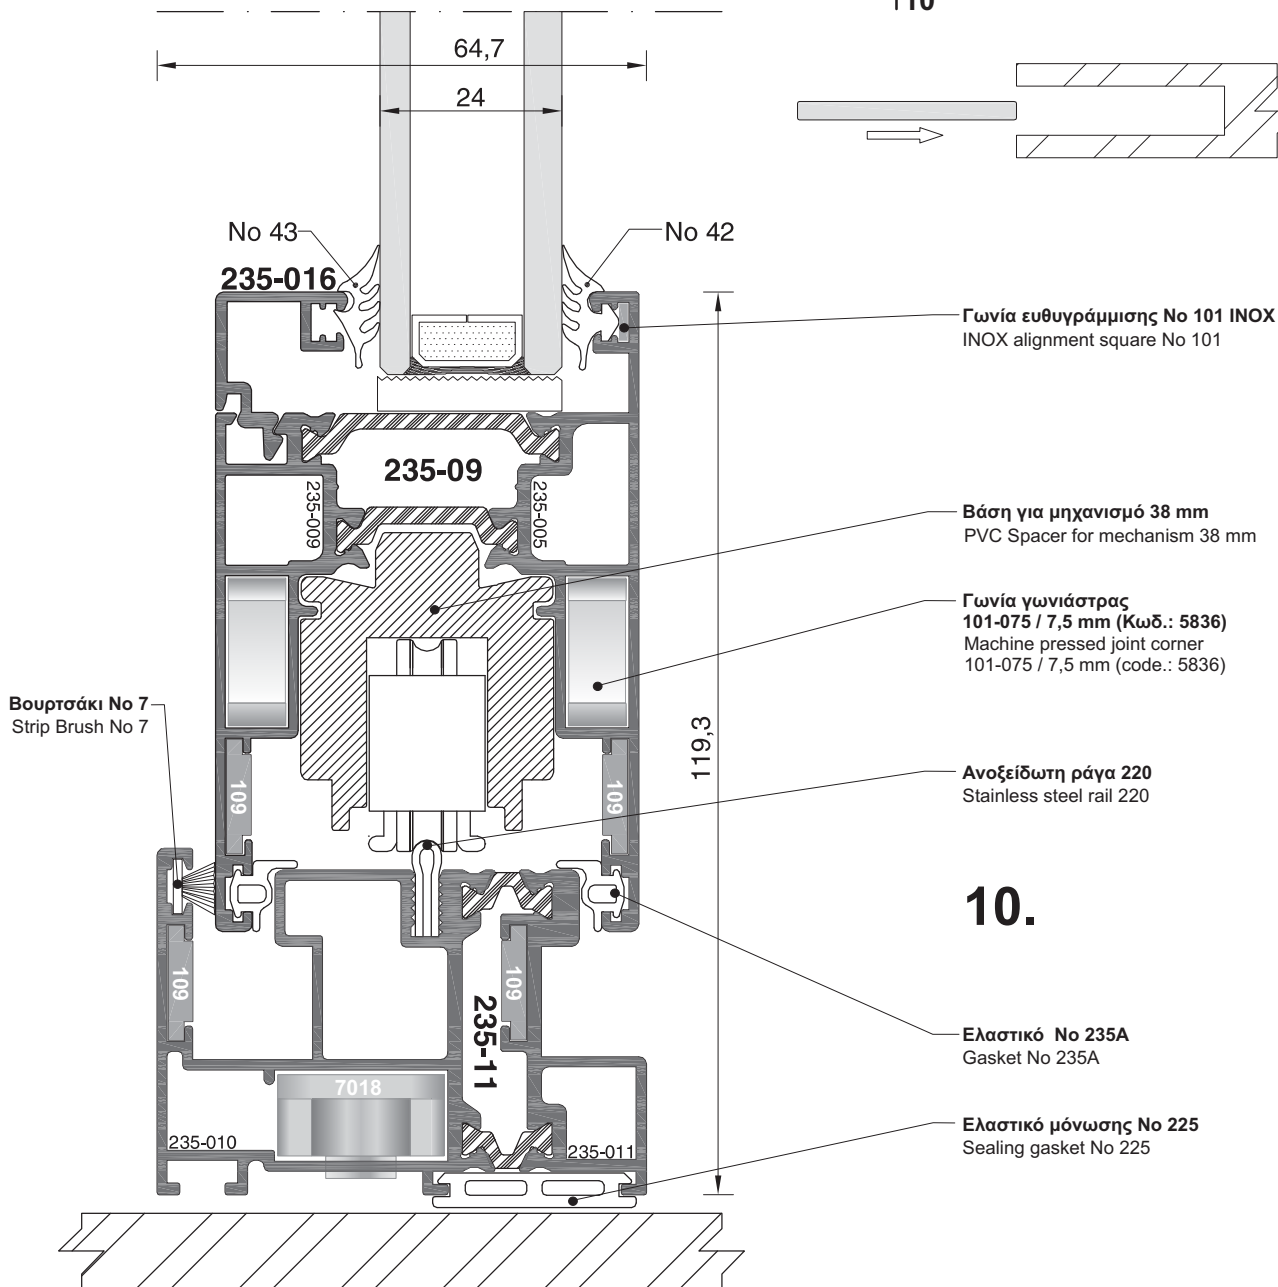 10
64,7
24
No 43
No 42
235-016
Γωνία ευθυγράμμισης No 101 INOX
INOX alignment square No 101
235-09
235-009
235-005
Βάση για μηχανισμό 38 mm
PVC Spacer for mechanism 38 mm
Γωνία γωνιάστρας
101-075 / 7,5 mm (Κωδ.: 5836)
Machine pressed joint corner
101-075 / 7,5 mm (code.: 5836)
Βουρτσάκι Νο 7
Strip Brush No 7
119,3
109
109
Ανοξείδωτη ράγα 220
Stainless steel rail 220
10.
109
109
235-11
Ελαστικό Νο 235A
Gasket No 235A
7018
235-010
235-011
Ελαστικό μόνωσης Νο 225
Sealing gasket No 225